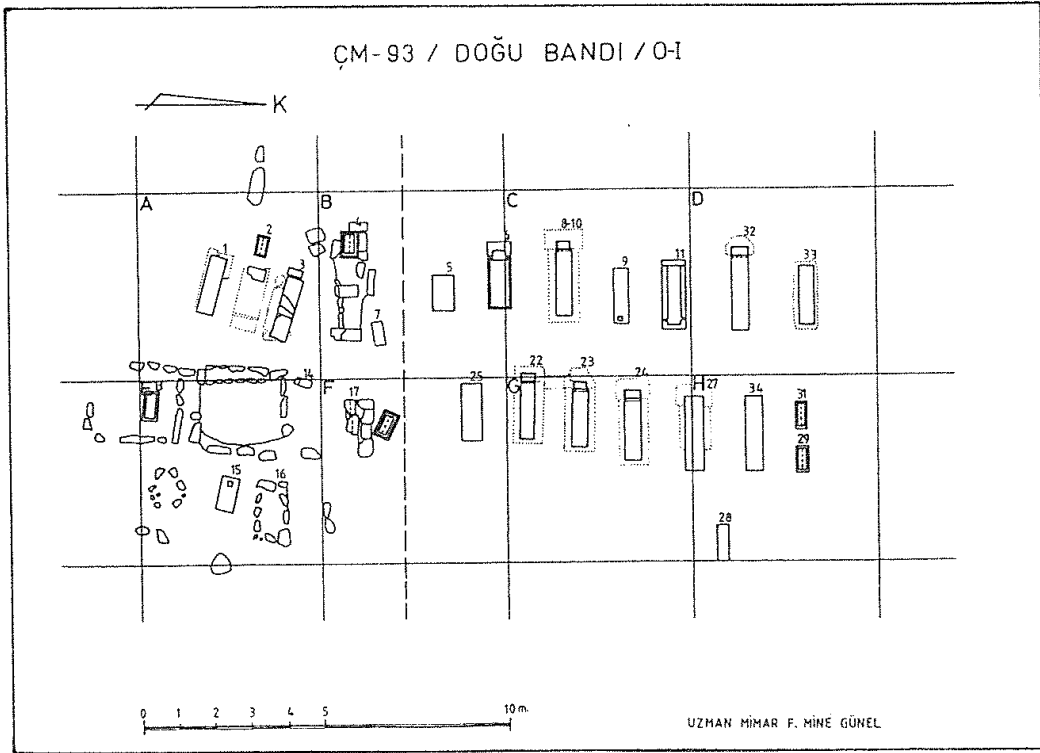 ÇM-93 / DOĞU BANDI / O-I
K
A B C D
1 2 3 4 5 6 8-10 9 11 32 33
7
14 F 17 25 G 22 23 24 H 27 34 31
29
15 16
28
0 1 2 3 4 5 10 m.
UZMAN MİMAR F. MİNE GÜNEL